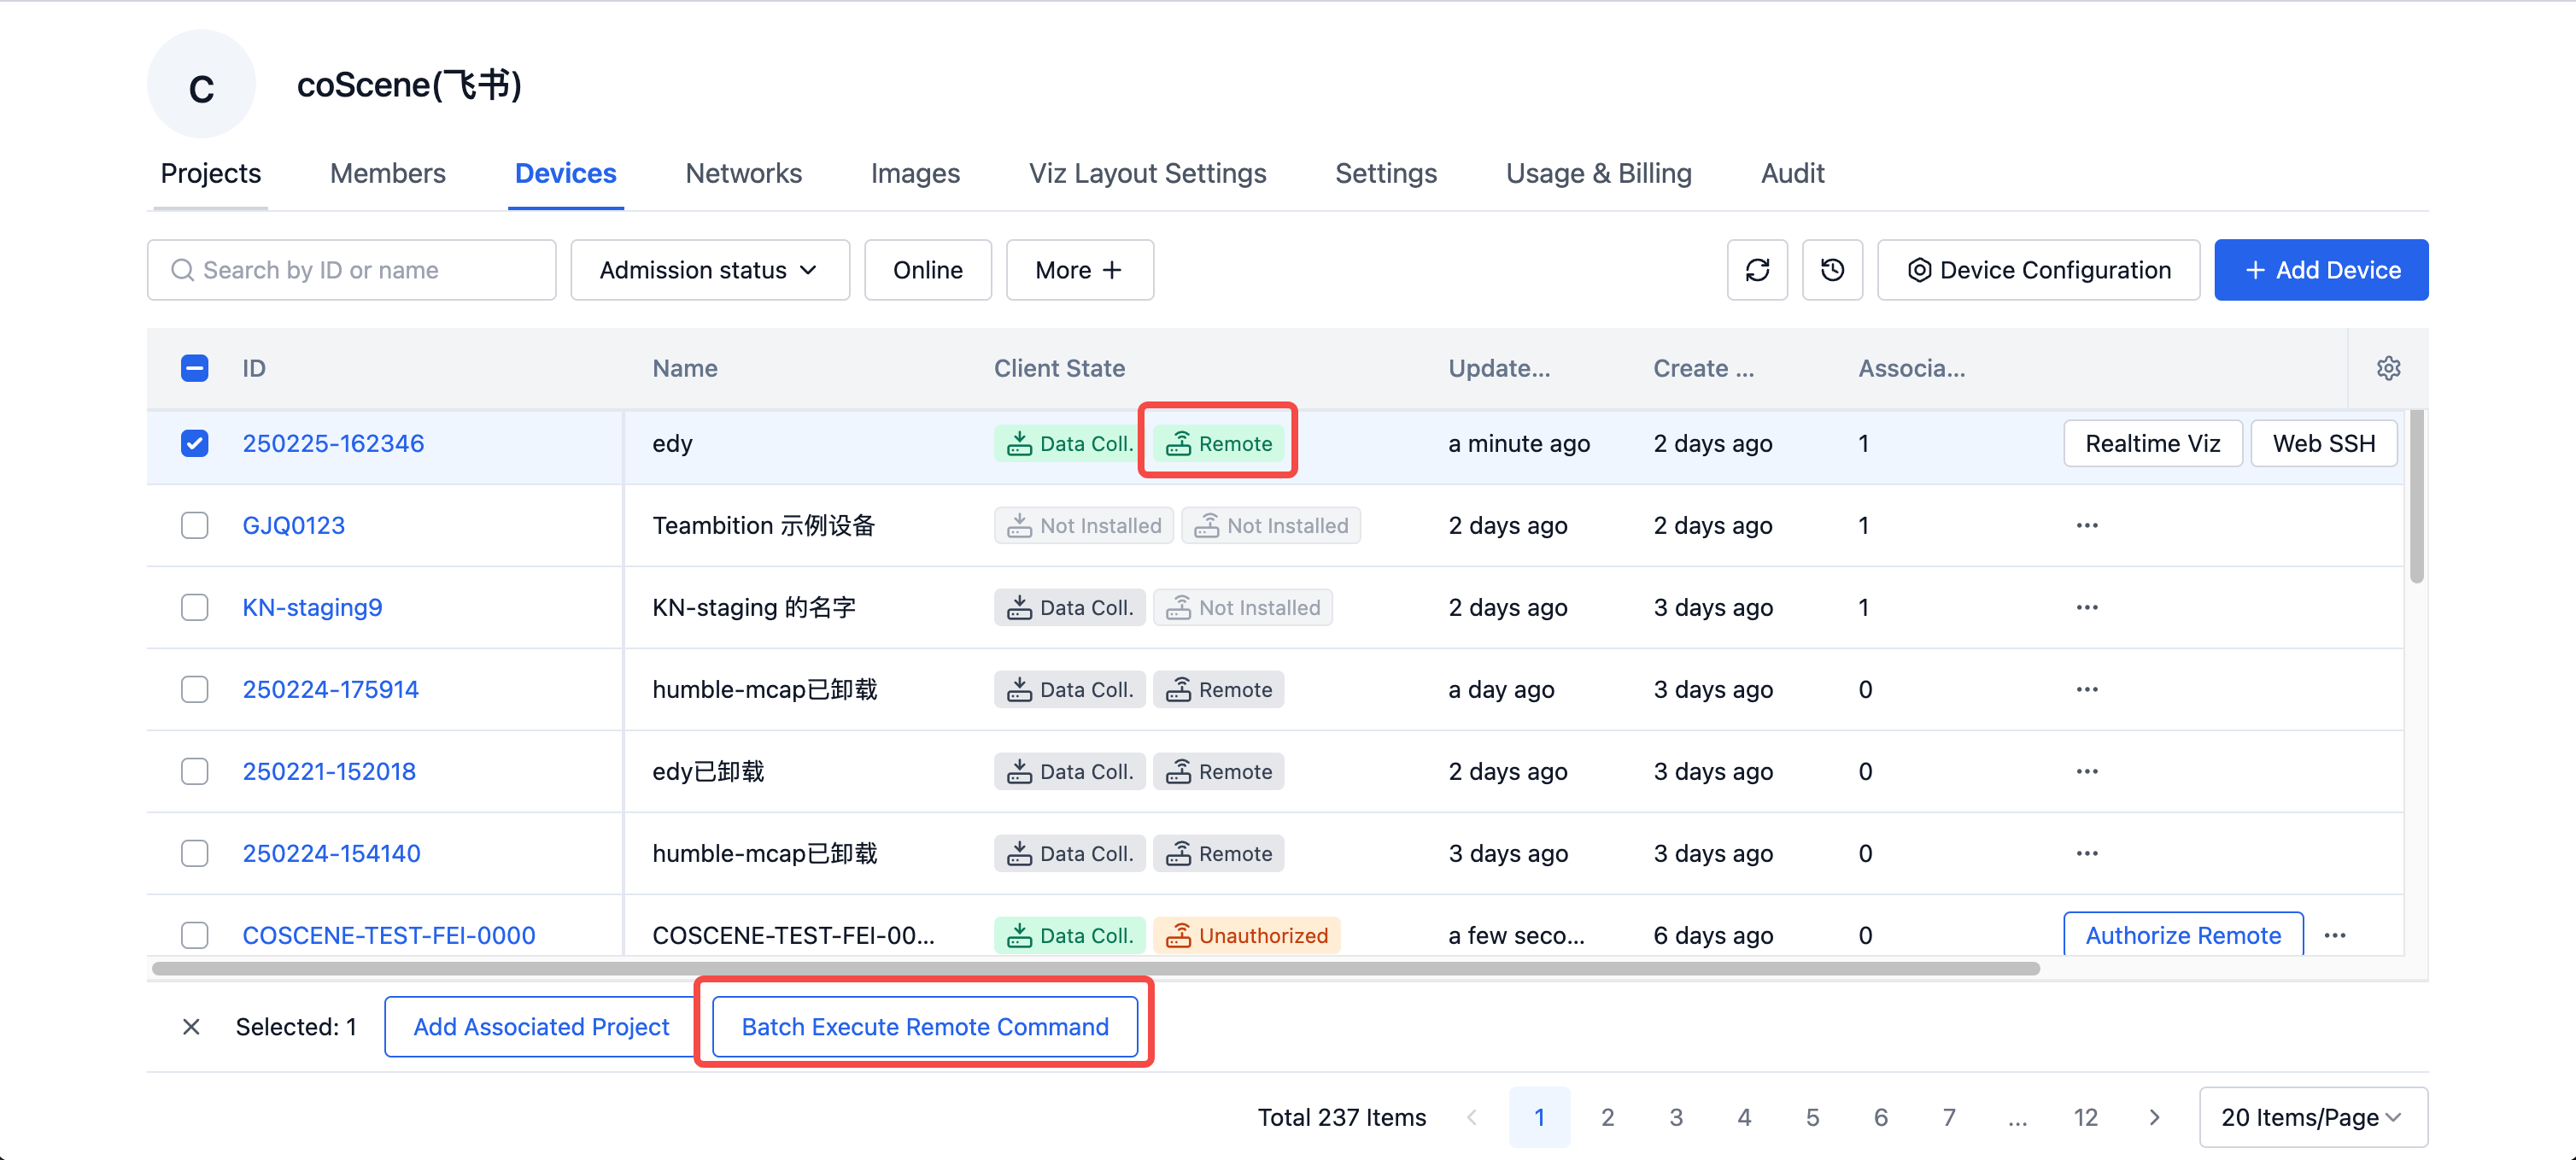 C
coScene(飞书)
Projects Members Devices Networks Images Viz Layout Settings Settings Usage & Billing Audit
Search by ID or name Admission status Online More + Device Configuration + Add Device
ID Name Client State Update... Create ... Associa...
250225-162346 edy Data Coll. Remote a minute ago 2 days ago 1 Realtime Viz Web SSH
GJQ0123 Teambition 示例设备 Not Installed Not Installed 2 days ago 2 days ago 1 ...
KN-staging9 KN-staging 的名字 Data Coll. Not Installed 2 days ago 3 days ago 1 ...
250224-175914 humble-mcap已卸载 Data Coll. Remote a day ago 3 days ago 0 ...
250221-152018 edy已卸载 Data Coll. Remote 2 days ago 3 days ago 0 ...
250224-154140 humble-mcap已卸载 Data Coll. Remote 3 days ago 3 days ago 0 ...
COSCENE-TEST-FEI-0000 COSCENE-TEST-FEI-00... Data Coll. Unauthorized a few seco... 6 days ago 0 Authorize Remote ...
Selected: 1 Add Associated Project Batch Execute Remote Command
Total 237 Items 1 2 3 4 5 6 7 ... 12 20 Items/Page